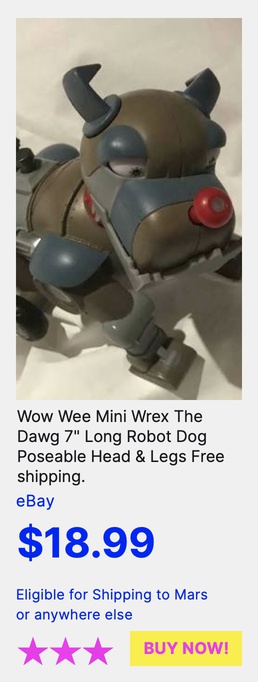 Wow Wee Mini Wrex The
Dawg 7" Long Robot Dog
Poseable Head & Legs Free
shipping.
eBay
$18.99
Eligible for Shipping to Mars
or anywhere else
BUY NOW!